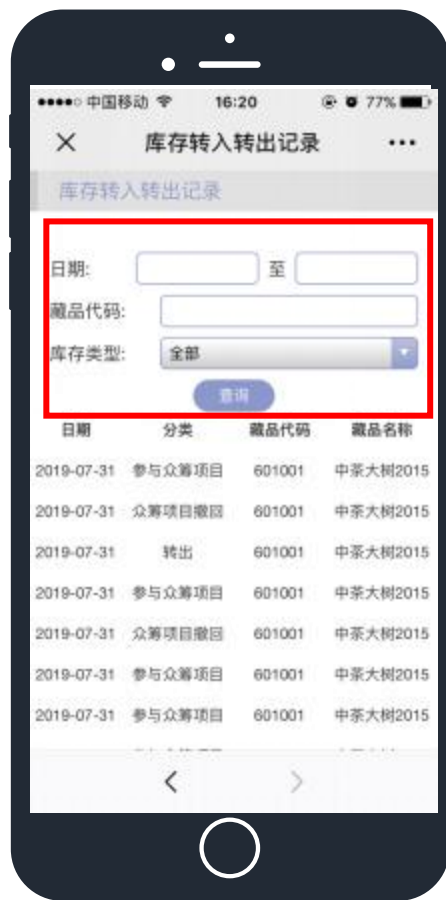 中国移动 16:20 77%
库存转入转出记录
库存转入转出记录
日期: 至
藏品代码:
库存类型: 全部
查询
日期 分类 藏品代码 藏品名称
2019-07-31 参与众筹项目 601001 中茶大树2015
2019-07-31 众筹项目撤回 601001 中茶大树2015
2019-07-31 转出 601001 中茶大树2015
2019-07-31 参与众筹项目 601001 中茶大树2015
2019-07-31 众筹项目撤回 601001 中茶大树2015
2019-07-31 参与众筹项目 601001 中茶大树2015
2019-07-31 参与众筹项目 601001 中茶大树2015